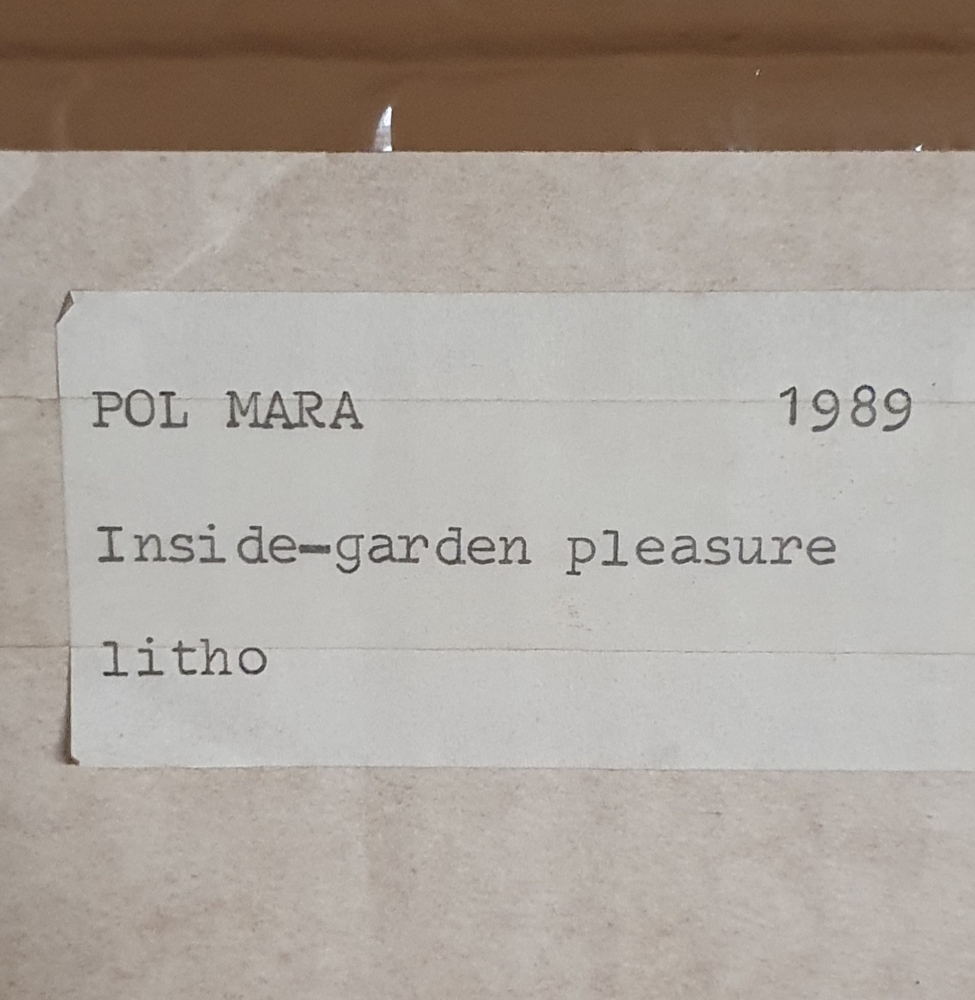 POL MARA 1989
Inside-garden pleasure
litho